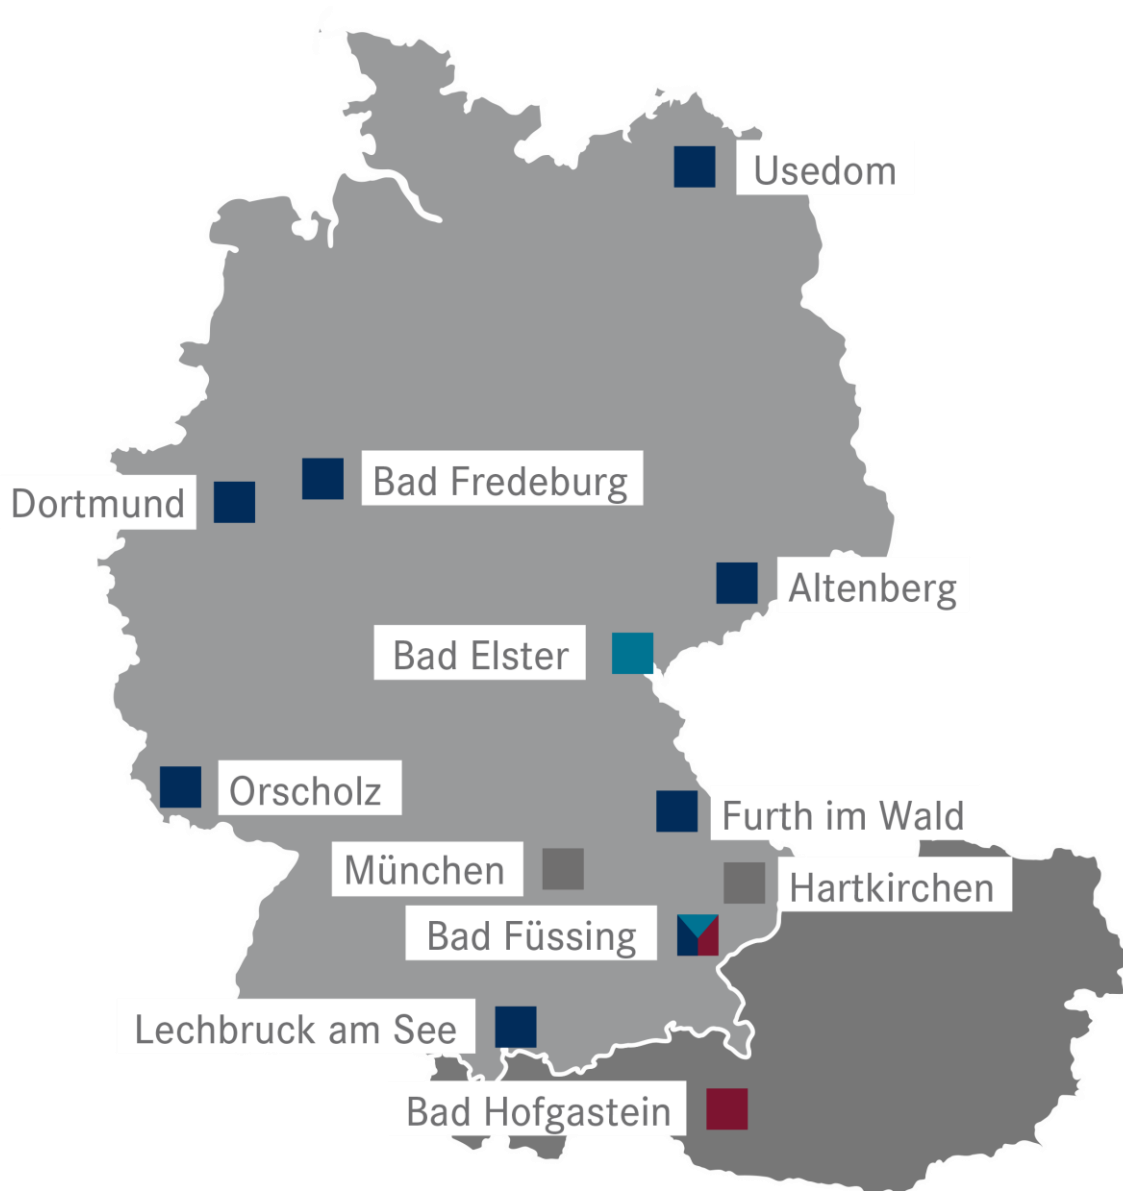 Usedom
Bad Fredeburg
Dortmund
Altenberg
Bad Elster
Orscholz
Furth im Wald
München
Hartkirchen
Bad Füssing
Lechbruck am See
Bad Hofgastein